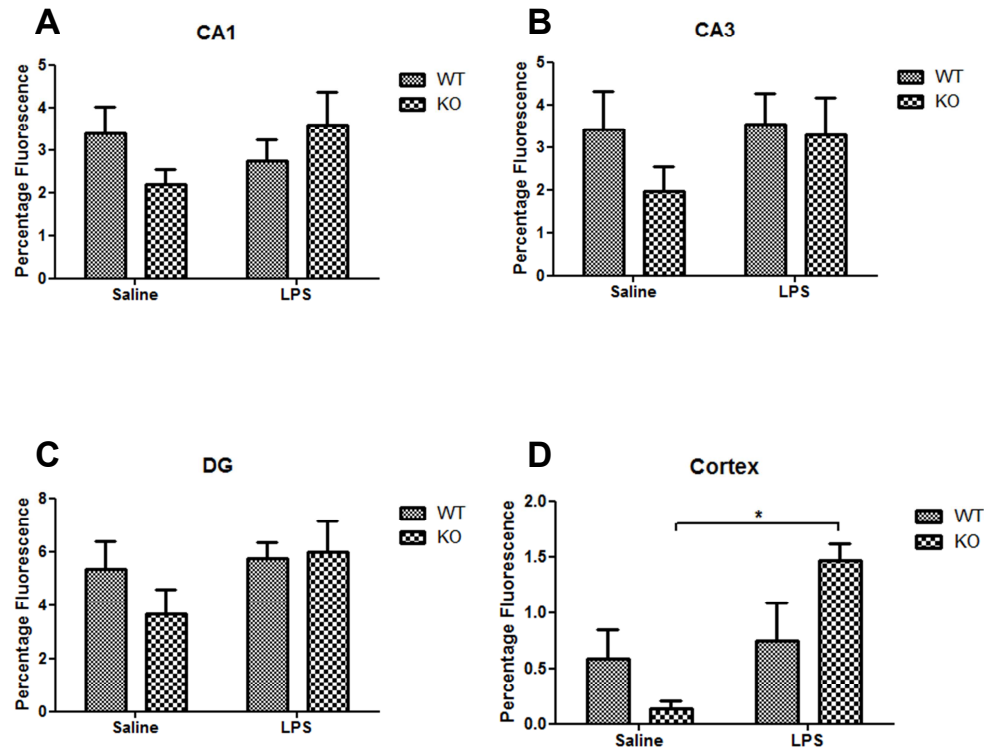 A
CA1
Percentage Fluorescence
5
4
3
2
1
0
Saline
LPS
WT
KO
B
CA3
Percentage Fluorescence
5
4
3
2
1
0
Saline
LPS
WT
KO
C
DG
Percentage Fluorescence
8
6
4
2
0
Saline
LPS
WT
KO
D
Cortex
Percentage Fluorescence
2.0
1.5
1.0
0.5
0.0
*
Saline
LPS
WT
KO